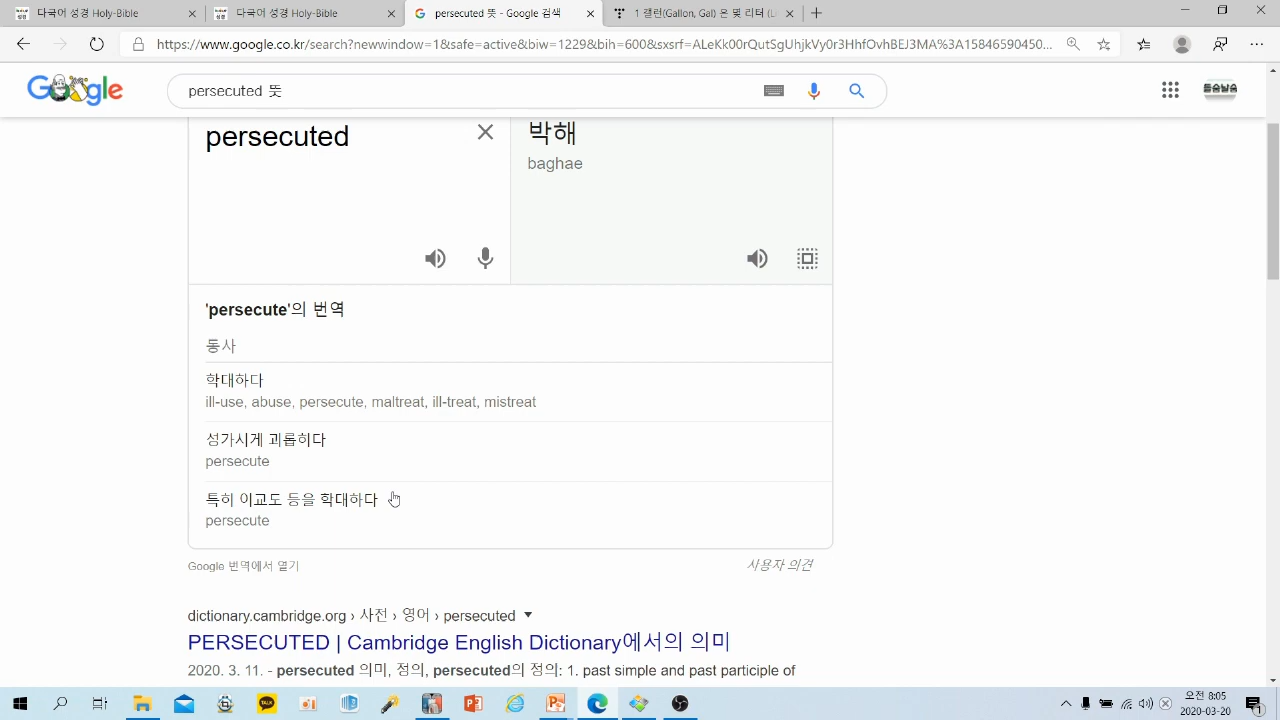 다국어 성경 Holy-Bible
다국어 성경 Holy-Bible
persecuted 뜻 - Google 검색
1 갤런(Gallon, Gal) 은 몇 리터 (L
https://www.google.co.kr/search?newwindow=1&safe=active&biw=1229&bih=600&sxsrf=ALeKk00rQutSgUhjkVy0r3HhfOvhBEJ3MA%3A15846590450...
Google
persecuted 뜻
들숨날숨
persecuted
박해
baghae
'persecute'의 번역
동사
학대하다
ill-use, abuse, persecute, maltreat, ill-treat, mistreat
성가시게 괴롭히다
persecute
특히 이교도 등을 학대하다
persecute
Google 번역에서 열기
사용자 의견
dictionary.cambridge.org › 사전 › 영어 › persecuted
PERSECUTED | Cambridge English Dictionary에서의 의미
2020. 3. 11. - persecuted 의미, 정의, persecuted의 정의: 1. past simple and past participle of
TALK
오전 8:05
2020-03-20
1